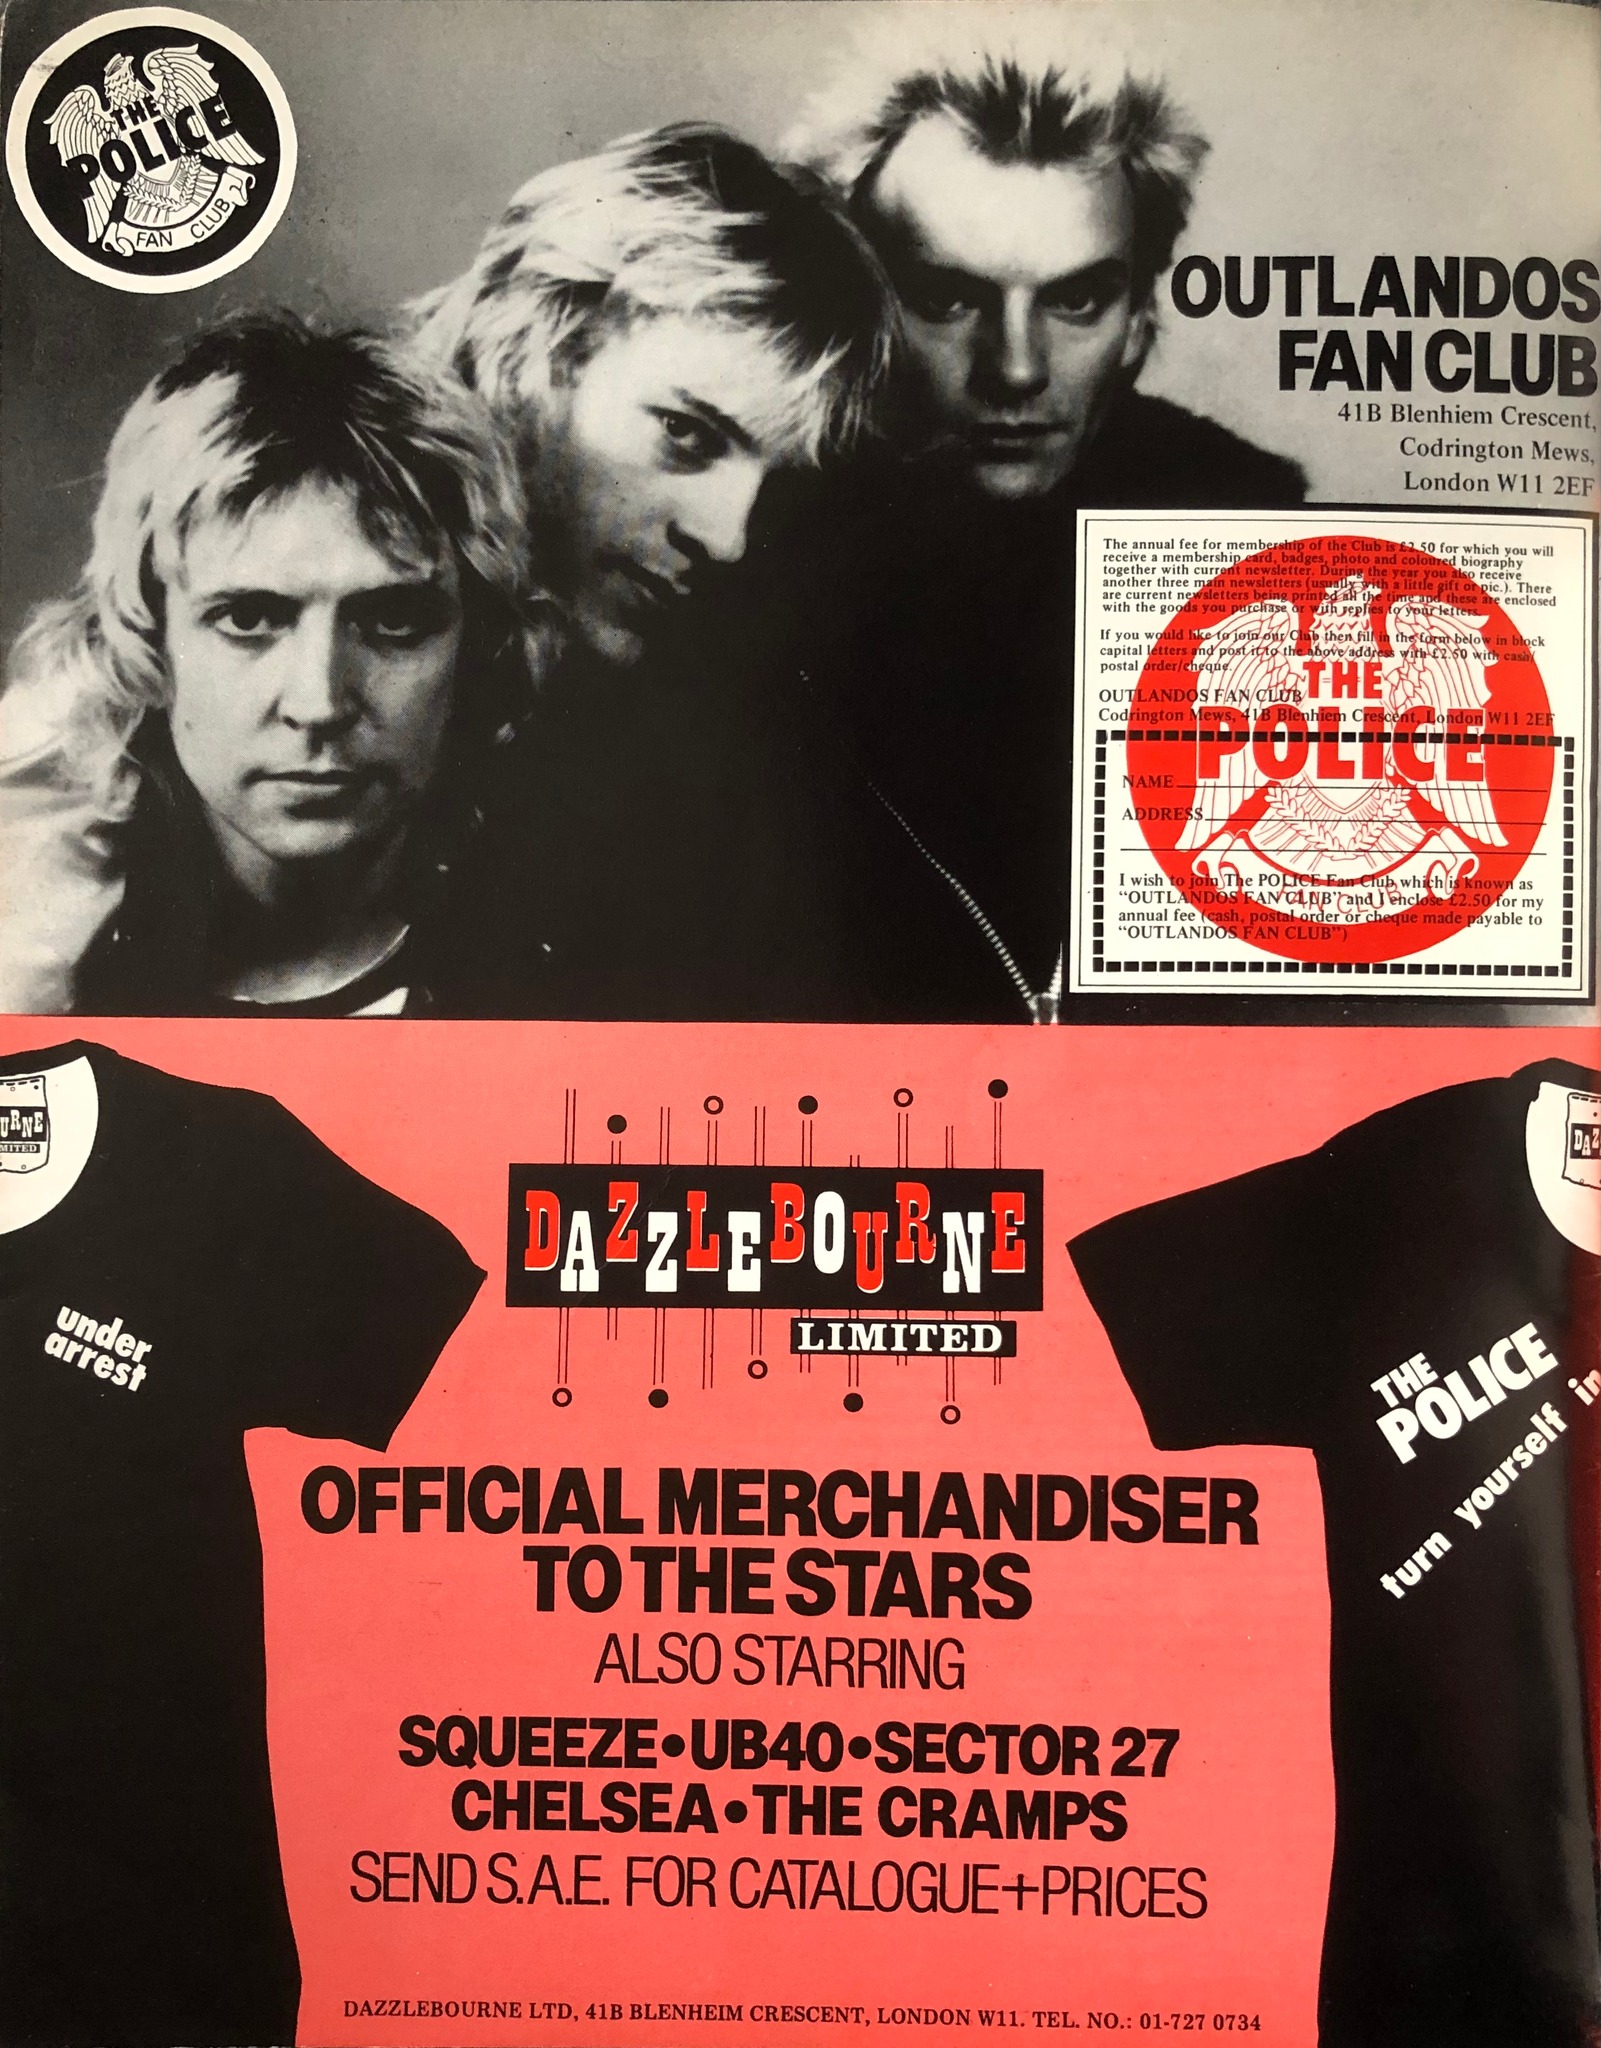 THE
POLICE
FAN CLUB
OUTLANDOS
FAN CLUB
41B Blenhiem Crescent,
Codrington Mews,
London W11 2EF
The annual fee for membership of the Club is £2.50 for which you will
receive a membership card, badges, photo and coloured biography
together with current newsletter. During the year you also receive
another three main newsletters (usually with a little gift or pic.). There
are current newsletters being printed all the time and these are enclosed
with the goods you purchase or with replies to your letters.
If you would like to join our Club then fill in the form below in block
capital letters and post it to the above address with £2.50 with cash/
postal order/cheque.
OUTLANDOS FAN CLUB
Codrington Mews, 41B Blenhiem Crescent, London W11 2EF
THE
POLICE
FAN CLUB
NAME
ADDRESS
I wish to join The POLICE Fan Club which is known as
“OUTLANDOS FAN CLUB” and I enclose £2.50 for my
annual fee (cash, postal order or cheque made payable to
“OUTLANDOS FAN CLUB”)
URNE
MITED
under
arrest
DAZZLEBOURNE
LIMITED
DAZ
THE
POLICE
turn yourself in
OFFICIAL MERCHANDISER
TO THE STARS
ALSO STARRING
SQUEEZE•UB40•SECTOR 27
CHELSEA•THE CRAMPS
SEND S.A.E. FOR CATALOGUE+PRICES
DAZZLEBOURNE LTD, 41B BLENHEIM CRESCENT, LONDON W11. TEL. NO.: 01-727 0734